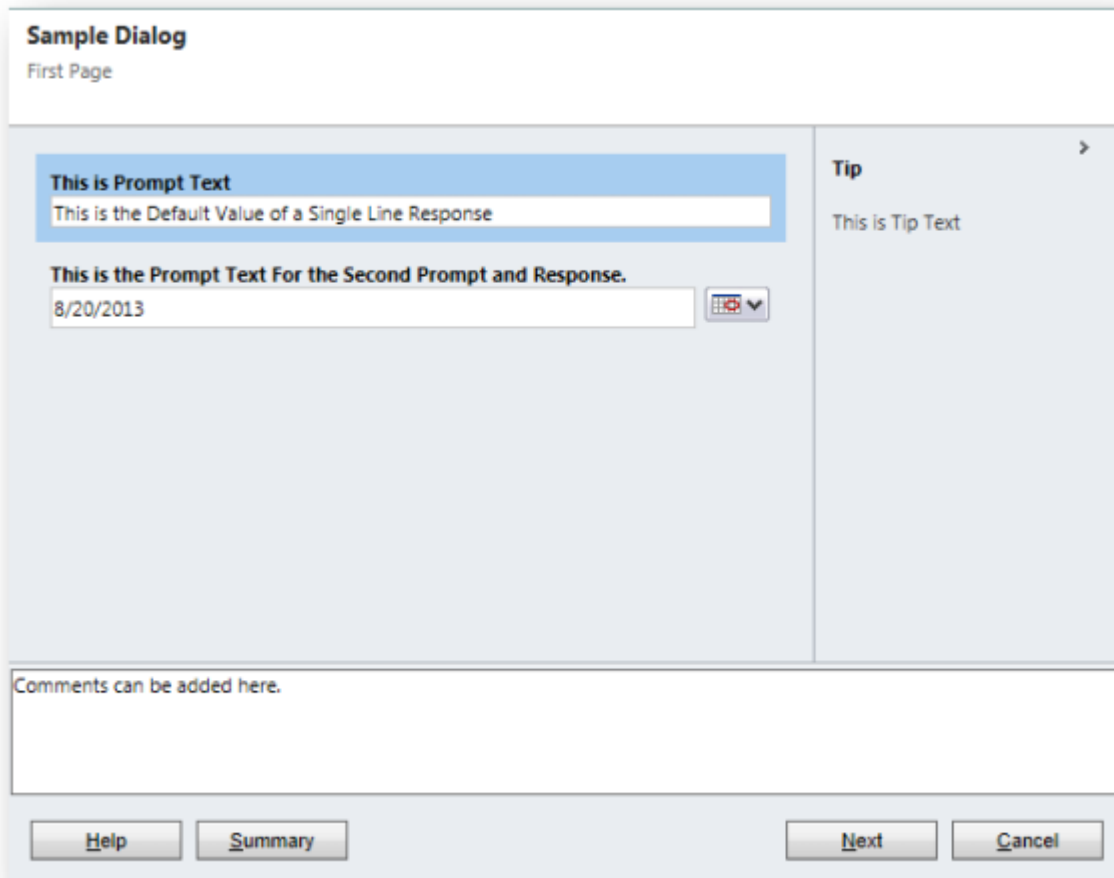 Sample Dialog
First Page
This is Prompt Text
This is the Default Value of a Single Line Response
Tip
This is Tip Text
This is the Prompt Text For the Second Prompt and Response.
8/20/2013
Comments can be added here.
Help
Summary
Next
Cancel